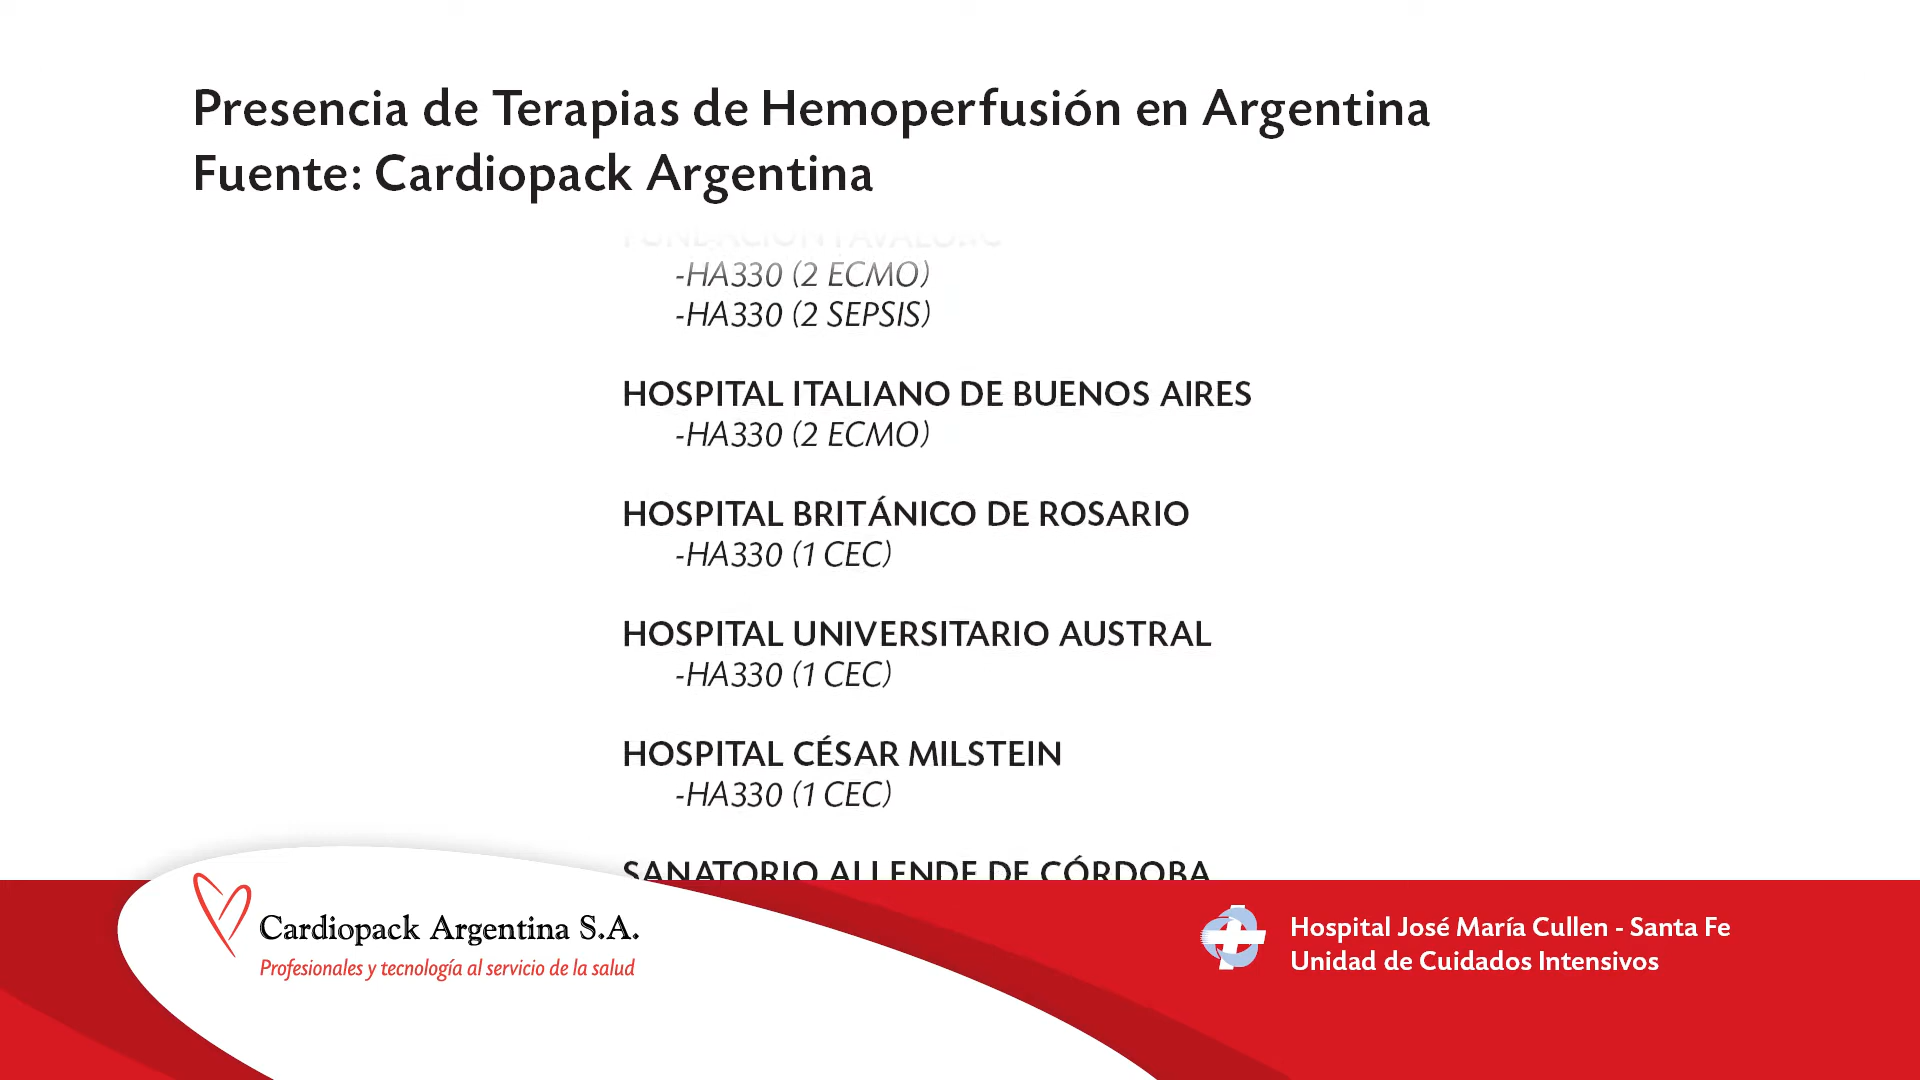 Presencia de Terapias de Hemoperfusión en Argentina
Fuente: Cardiopack Argentina
FUNDACIÓN FAVALORO
-HA330 (2 ECMO)
-HA330 (2 SEPSIS)
HOSPITAL ITALIANO DE BUENOS AIRES
-HA330 (2 ECMO)
HOSPITAL BRITÁNICO DE ROSARIO
-HA330 (1 CEC)
HOSPITAL UNIVERSITARIO AUSTRAL
-HA330 (1 CEC)
HOSPITAL CÉSAR MILSTEIN
-HA330 (1 CEC)
SANATORIO ALLENDE DE CÓRDOBA
Cardiopack Argentina S.A.
Profesionales y tecnología al servicio de la salud
Hospital José María Cullen - Santa Fe
Unidad de Cuidados Intensivos